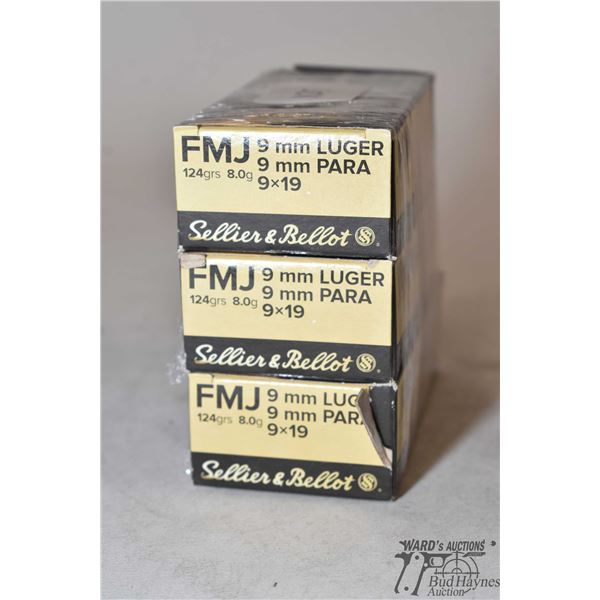 FMJ 9 mm LUGER
9 mm PARA
124grs 8.0g
9×19
Sellier & Bellot
FMJ 9 mm LUGER
9 mm PARA
124grs 8.0g
9×19
Sellier & Bellot
FMJ 9 mm LUG
9 mm PARA
124grs 8.0g
9×19
Sellier & Bellot
WARD's AUCTIONS
Bud Haynes
Auction